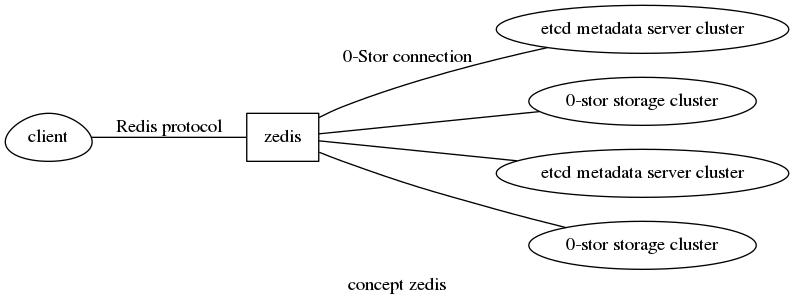 etcd metadata server cluster
0-Stor connection
0-stor storage cluster
client
Redis protocol
zedis
etcd metadata server cluster
0-stor storage cluster
concept zedis